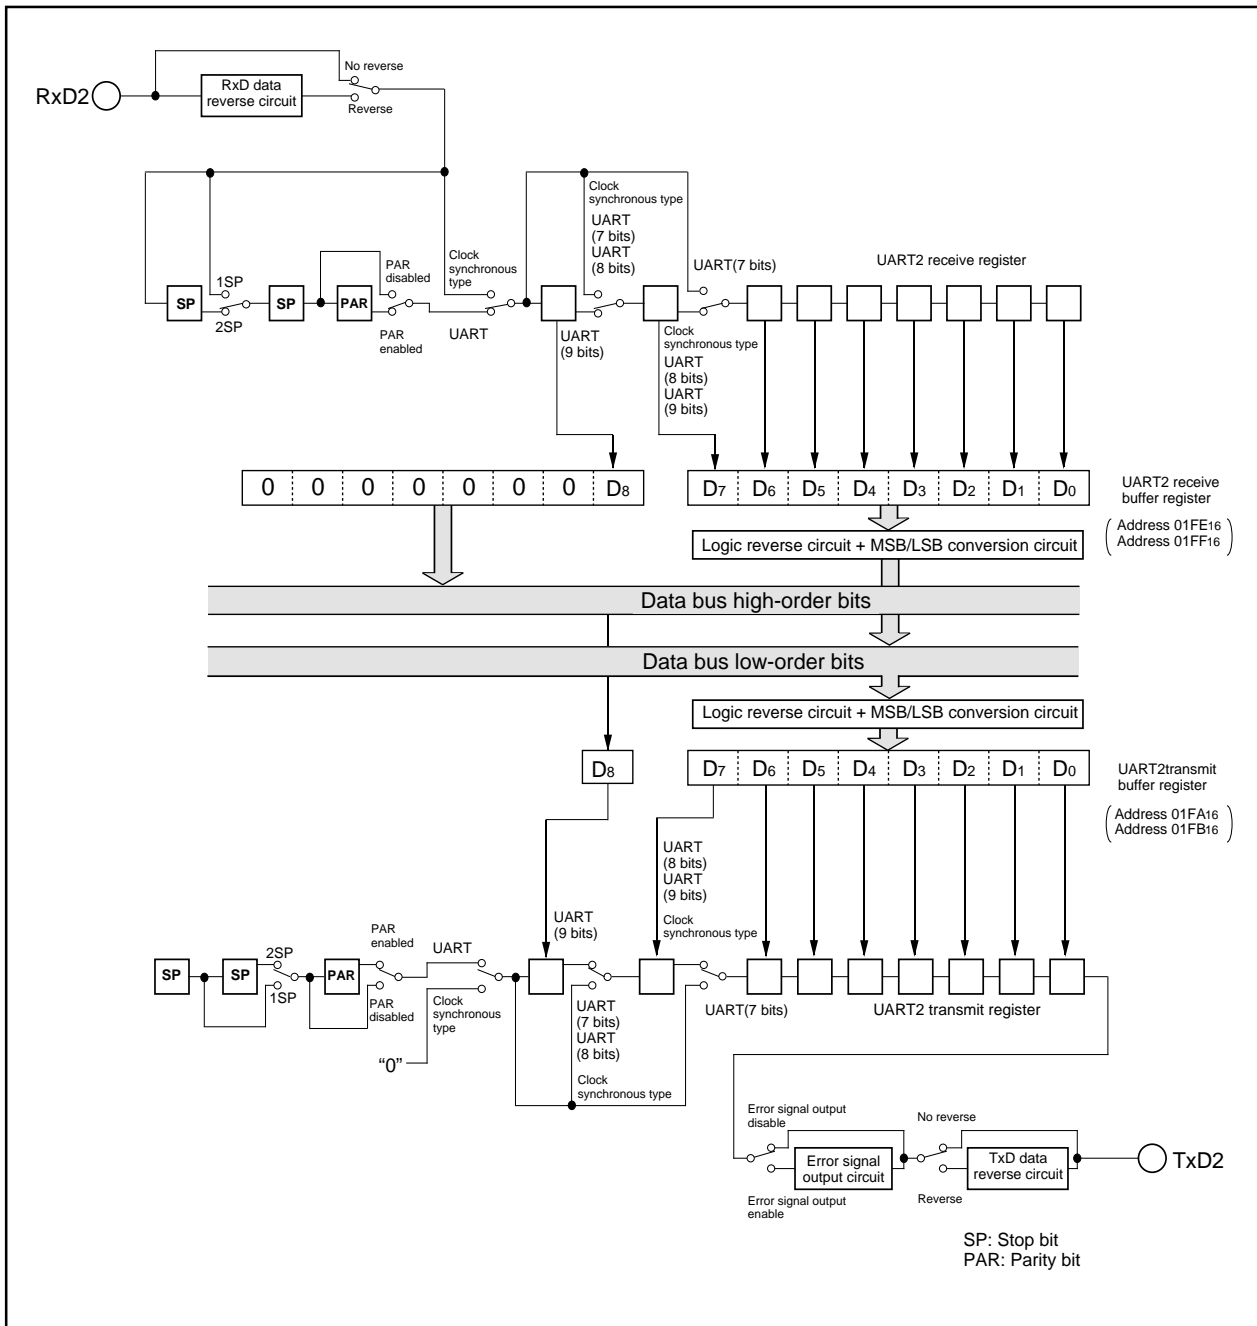 No reverse
RxD2
RxD data
reverse circuit
Reverse
Clock
synchronous type
UART
(7 bits)
UART
(8 bits)
UART(7 bits)
UART2 receive register
PAR
disabled
Clock
synchronous
type
1SP
SP
SP
PAR
2SP
PAR
enabled
UART
UART
(9 bits)
Clock
synchronous type
UART
(8 bits)
UART
(9 bits)
0 0 0 0 0 0 0 D8
D7 D6 D5 D4 D3 D2 D1 D0
UART2 receive
buffer register
Address 01FE16
Address 01FF16
Logic reverse circuit + MSB/LSB conversion circuit
Data bus high-order bits
Data bus low-order bits
Logic reverse circuit + MSB/LSB conversion circuit
D8
D7 D6 D5 D4 D3 D2 D1 D0
UART2transmit
buffer register
Address 01FA16
Address 01FB16
UART
(8 bits)
UART
(9 bits)
Clock
synchronous type
UART
(9 bits)
PAR
enabled
UART
2SP
SP
SP
PAR
1SP
PAR
disabled
Clock
synchronous
type
"0"
UART
(7 bits)
UART
(8 bits)
Clock
synchronous type
UART(7 bits)
UART2 transmit register
Error signal output
disable
No reverse
Error signal
output circuit
TxD data
reverse circuit
TxD2
Error signal output
enable
Reverse
SP: Stop bit
PAR: Parity bit